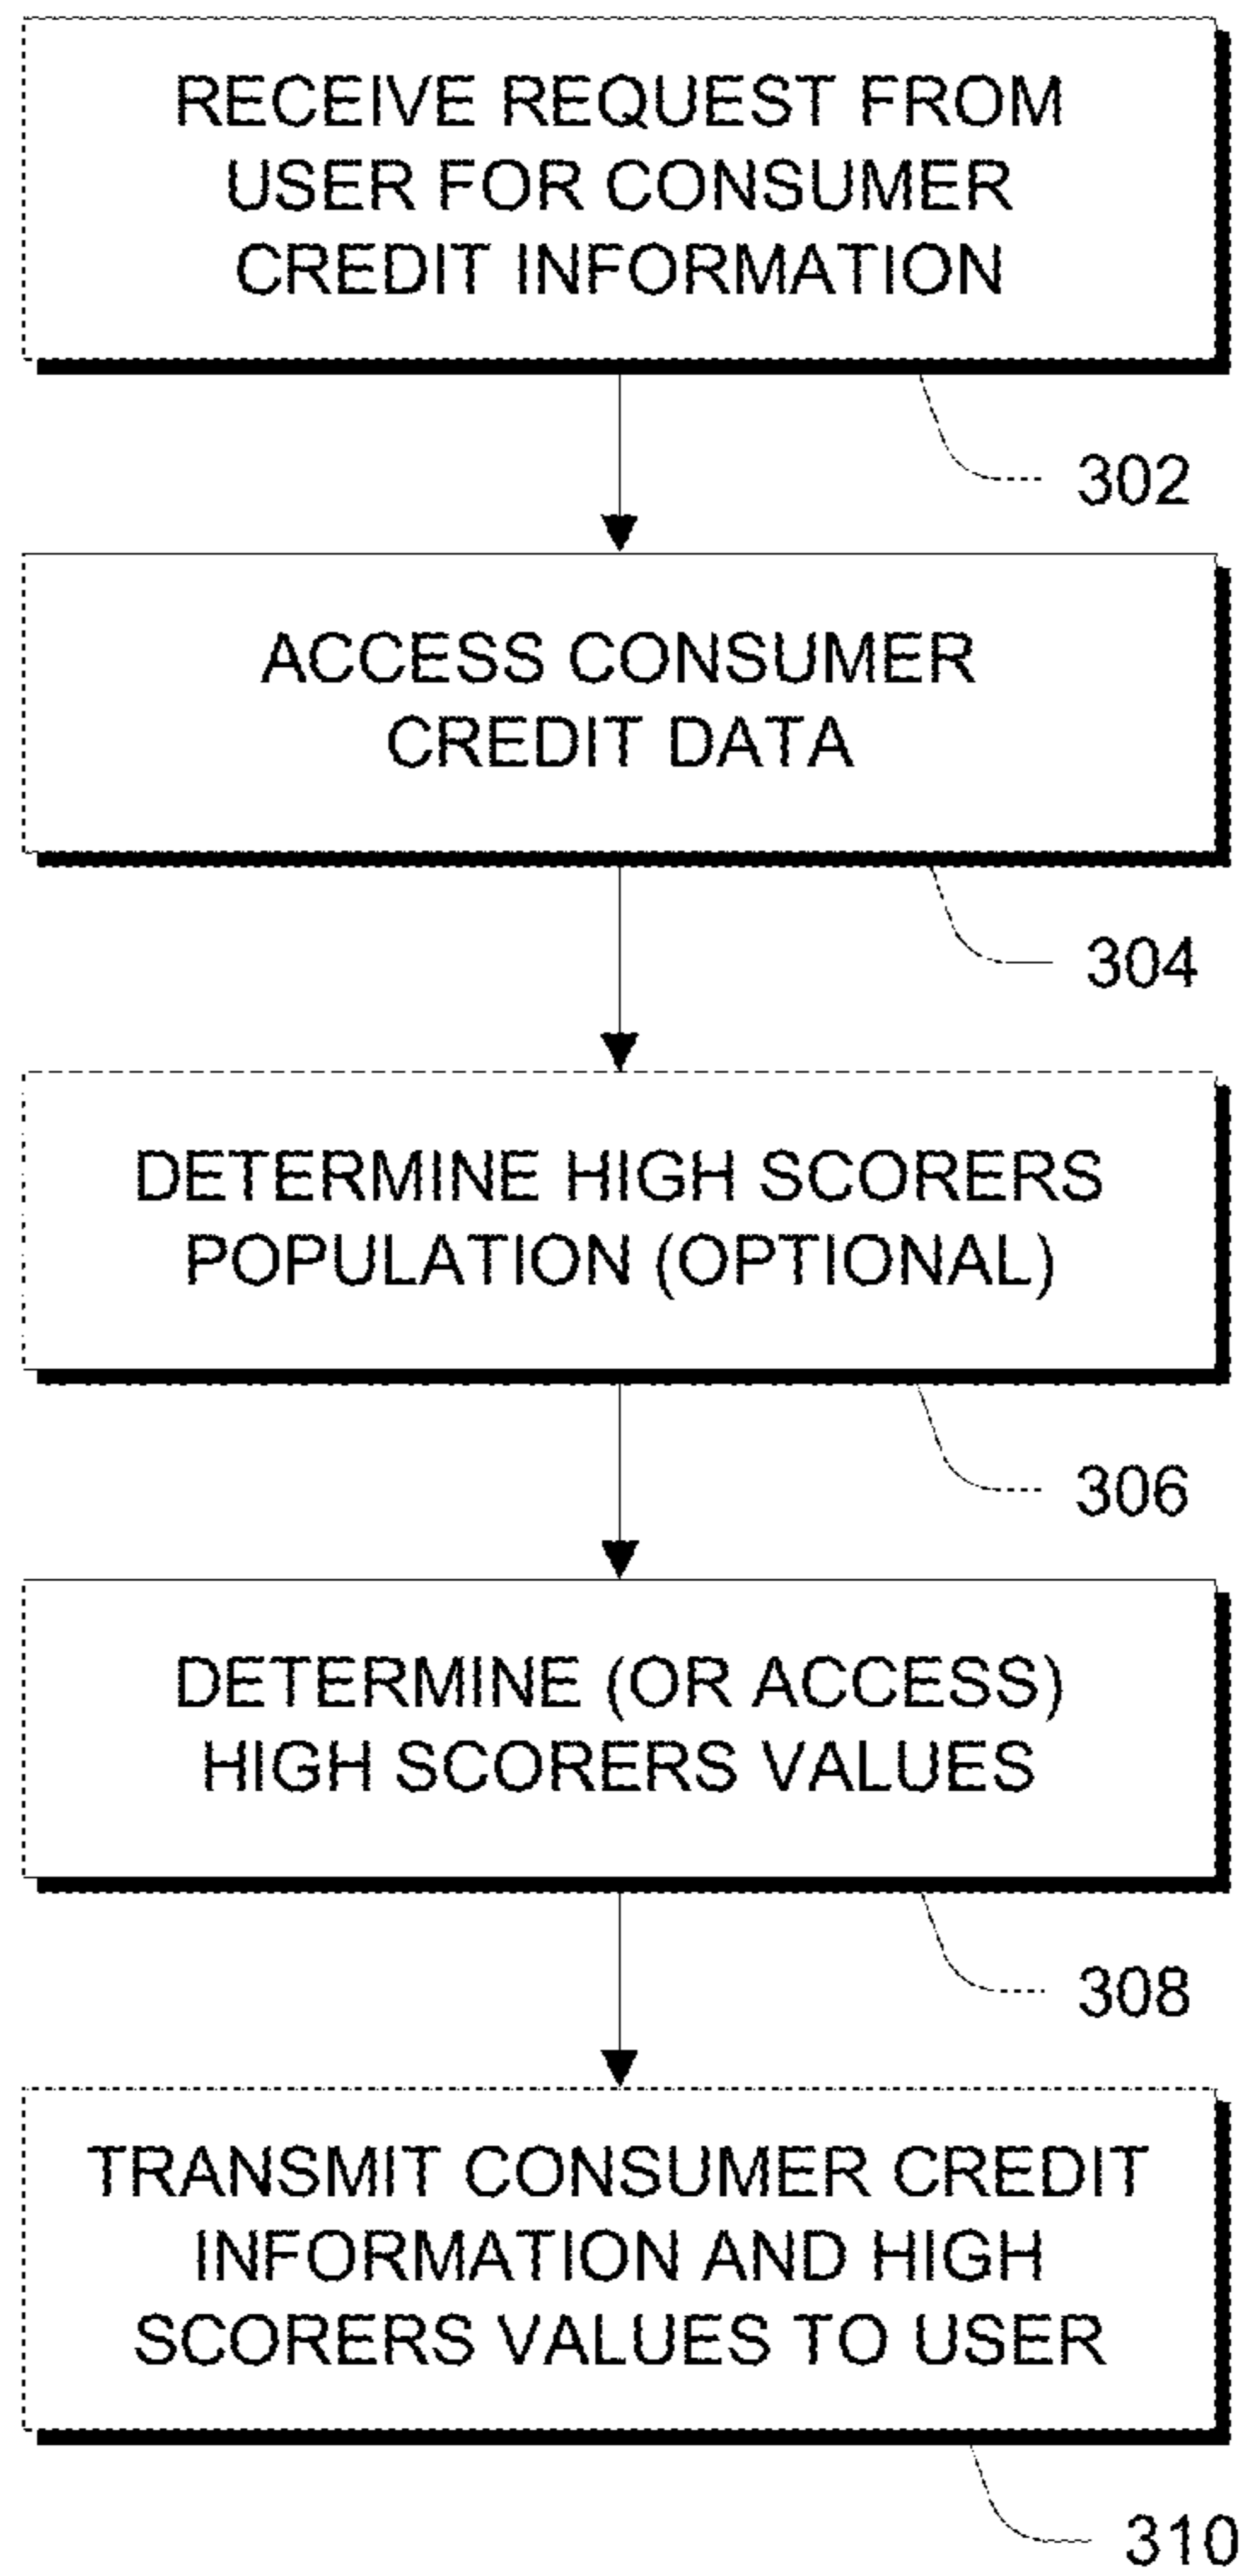 RECEIVE REQUEST FROM
USER FOR CONSUMER
CREDIT INFORMATION
302
ACCESS CONSUMER
CREDIT DATA
304
DETERMINE HIGH SCORERS
POPULATION (OPTIONAL)
306
DETERMINE (OR ACCESS)
HIGH SCORERS VALUES
308
TRANSMIT CONSUMER CREDIT
INFORMATION AND HIGH
SCORERS VALUES TO USER
310